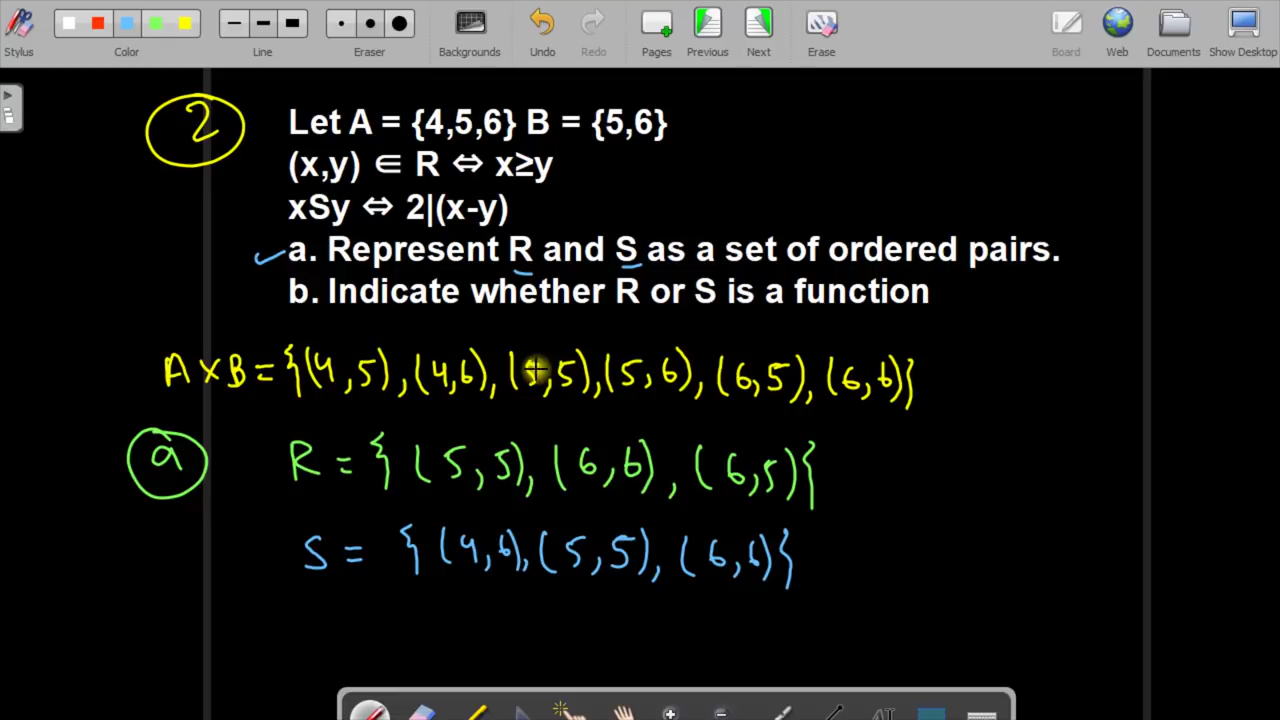 Stylus Color Line Eraser Backgrounds Undo Redo Pages Previous Next Erase Board Web Documents Show Desktop
2
Let A = {4,5,6} B = {5,6}
(x,y) ∈ R ⇔ x≥y
xSy ⇔ 2|(x-y)
a. Represent R and S as a set of ordered pairs.
b. Indicate whether R or S is a function
A×B={(4,5),(4,6),(5,5),(5,6),(6,5),(6,6)}
a R={(5,5),(6,6),(6,5)}
S={(4,6),(5,5),(6,6)}